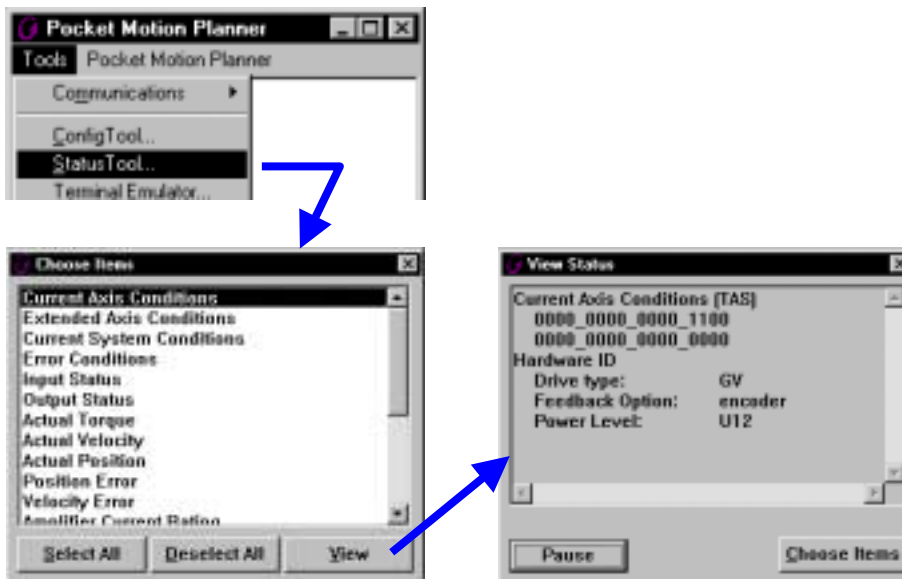 Pocket Motion Planner
Tools Pocket Motion Planner
Communications
ConfigTool...
StatusTool...
Terminal Emulator...
Choose Items
Current Axis Conditions
Extended Axis Conditions
Current System Conditions
Error Conditions
Input Status
Output Status
Actual Torque
Actual Velocity
Actual Position
Position Error
Velocity Error
Amplifier Current Rating
Select All Deselect All View
View Status
Current Axis Conditions (TAS)
0000_0000_0000_1100
0000_0000_0000_0000
Hardware ID
Drive type: GV
Feedback Option: encoder
Power Level: U12
Pause Choose Items